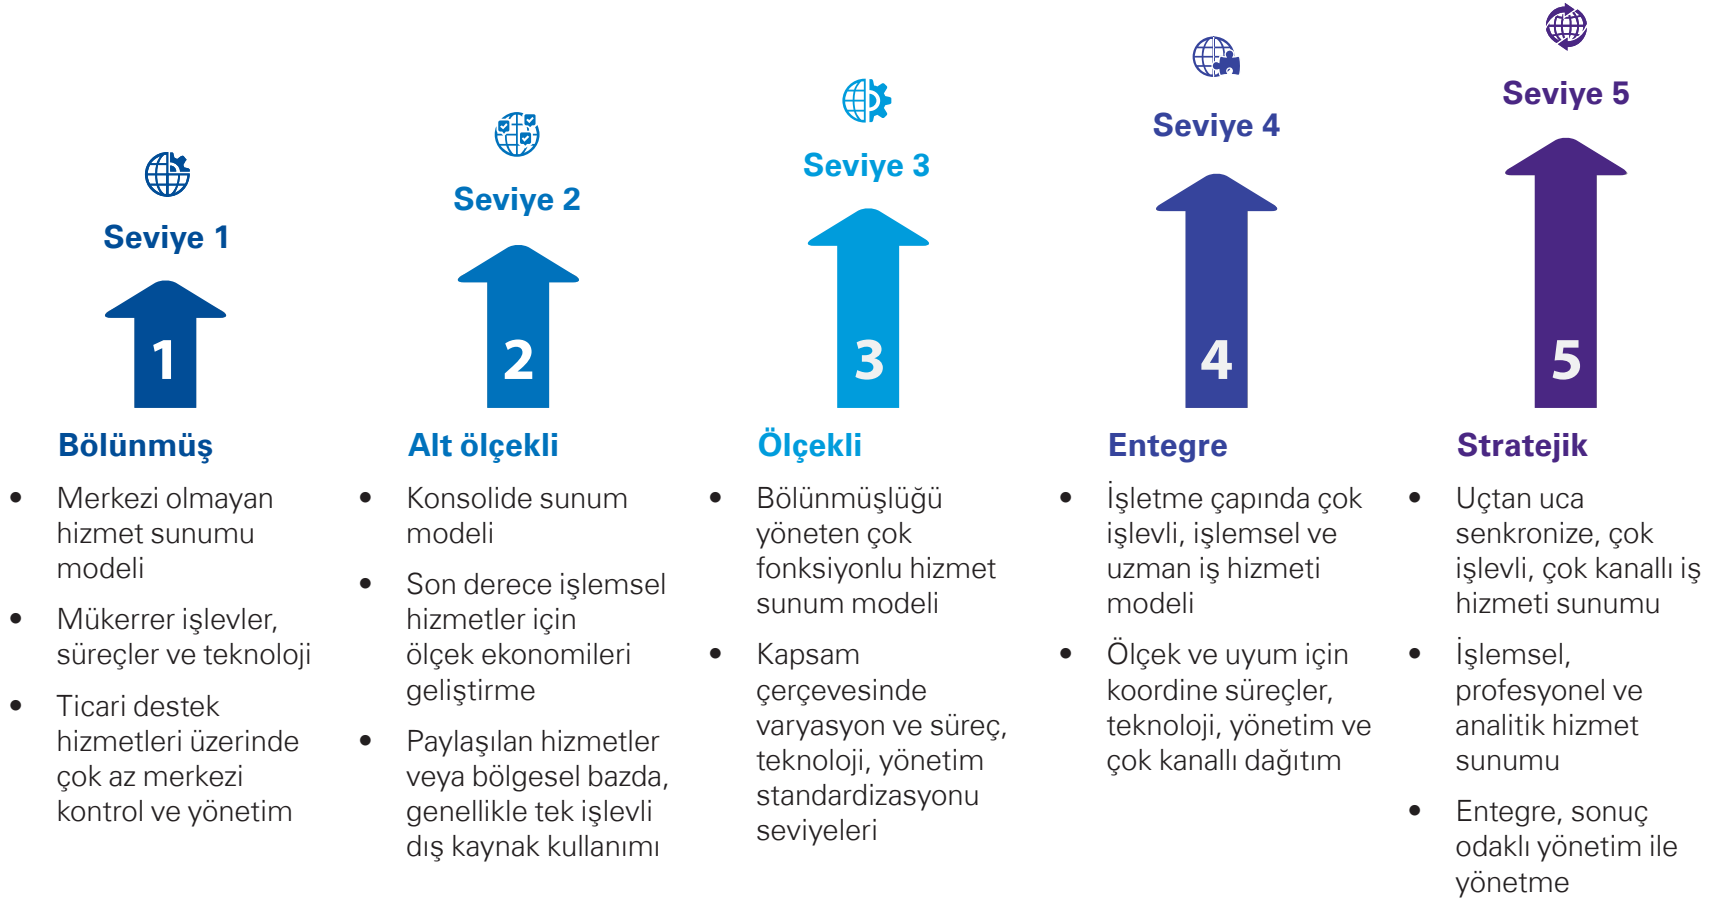 Seviye 1
1
Bölünmüş
• Merkezi olmayan
hizmet sunumu
modeli
• Mükerrer işlevler,
süreçler ve teknoloji
• Ticari destek
hizmetleri üzerinde
çok az merkezi
kontrol ve yönetim
Seviye 2
2
Alt ölçekli
• Konsolide sunum
modeli
• Son derece işlemsel
hizmetler için
ölçek ekonomileri
geliştirme
• Paylaşılan hizmetler
veya bölgesel bazda,
genellikle tek işlevli
dış kaynak kullanımı
Seviye 3
3
Ölçekli
• Bölünmüşlüğü
yöneten çok
fonksiyonlu hizmet
sunum modeli
• Kapsam
çerçevesinde
varyasyon ve süreç,
teknoloji, yönetim
standardizasyonu
seviyeleri
Seviye 4
4
Entegre
• İşletme çapında çok
işlevli, işlemsel ve
uzman iş hizmeti
modeli
• Ölçek ve uyum için
koordine süreçler,
teknoloji, yönetim ve
çok kanallı dağıtım
Seviye 5
5
Stratejik
• Uçtan uca
senkronize, çok
işlevli, çok kanallı iş
hizmeti sunumu
• İşlemsel,
profesyonel ve
analitik hizmet
sunumu
• Entegre, sonuç
odaklı yönetim ile
yönetme